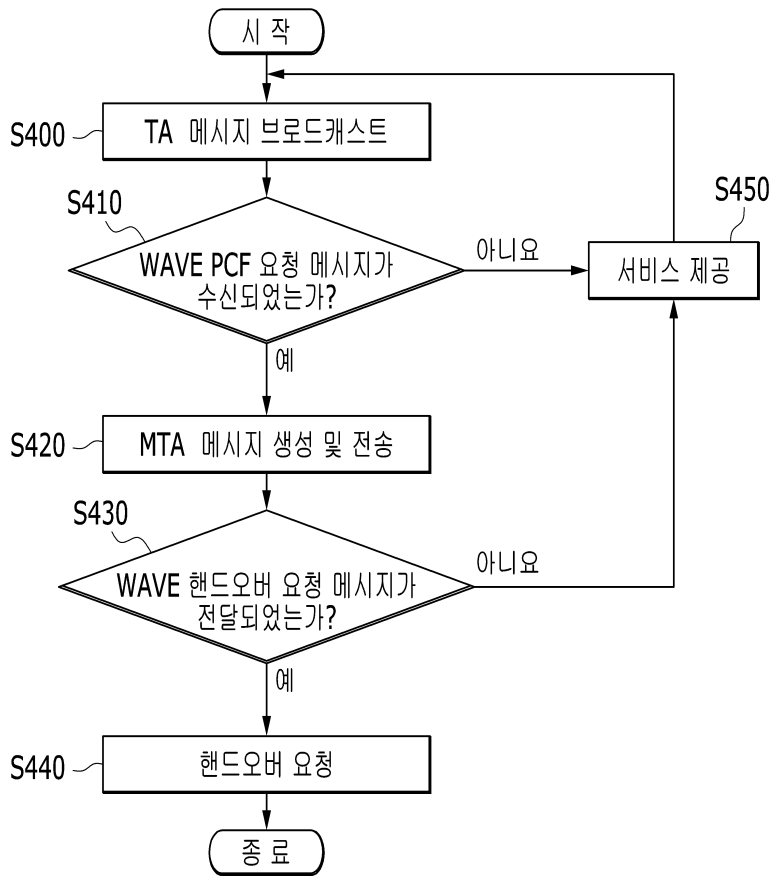 시 작
S400
TA 메시지 브로드캐스트
S410
WAVE PCF 요청 메시지가
수신되었는가?
아니요
S450
서비스 제공
예
S420
MTA 메시지 생성 및 전송
S430
WAVE 핸드오버 요청 메시지가
전달되었는가?
아니요
예
S440
핸드오버 요청
종 료